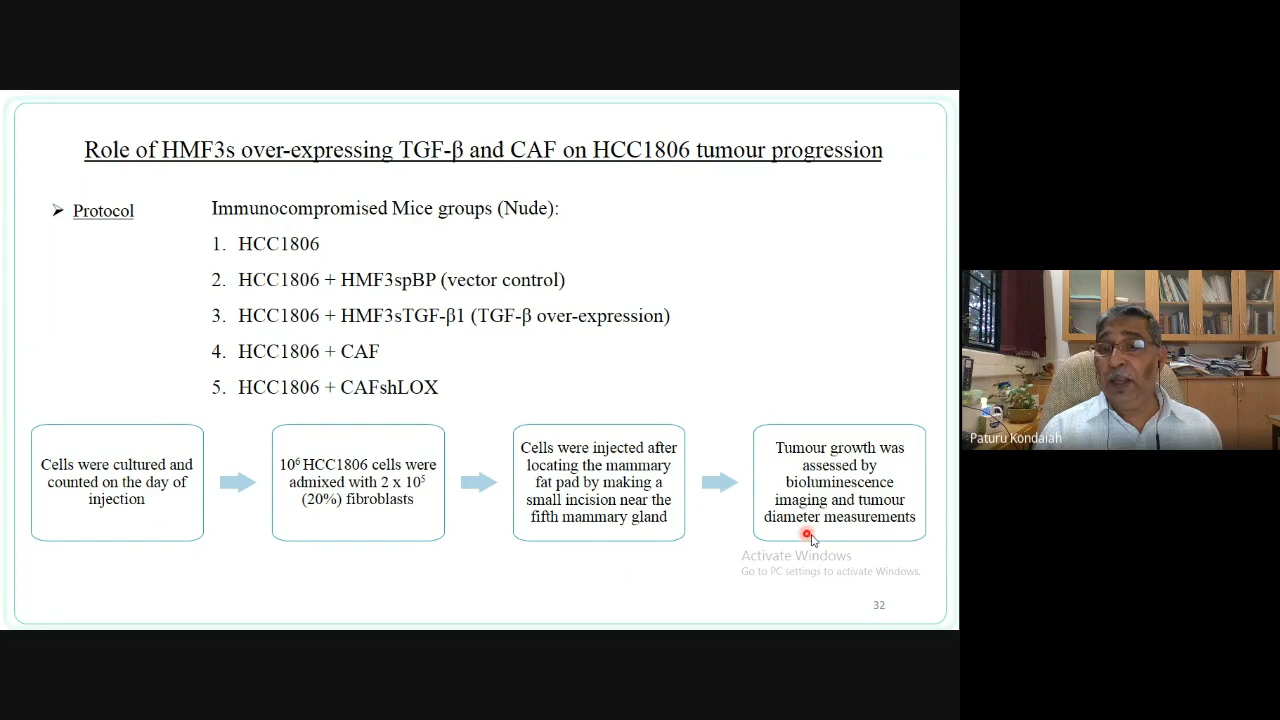 Role of HMF3s over-expressing TGF-β and CAF on HCC1806 tumour progression
➢ Protocol
Immunocompromised Mice groups (Nude):
1. HCC1806
2. HCC1806 + HMF3spBP (vector control)
3. HCC1806 + HMF3sTGF-β1 (TGF-β over-expression)
4. HCC1806 + CAF
5. HCC1806 + CAFshLOX
Cells were cultured and
counted on the day of
injection
10⁶ HCC1806 cells were
admixed with 2 x 10⁵
(20%) fibroblasts
Cells were injected after
locating the mammary
fat pad by making a
small incision near the
fifth mammary gland
Tumour growth was
assessed by
bioluminescence
imaging and tumour
diameter measurements
Activate Windows
Go to PC settings to activate Windows.
32
Paturu Kondaiah